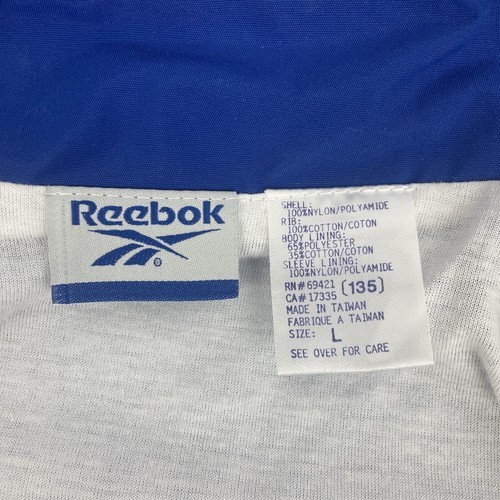 Reebok
®
SHELL:
100%NYLON/POLYAMIDE
RIB:
100%COTTON/COTON
BODY LINING:
65%POLYESTER
35%COTTON/COTON
SLEEVE LINING:
100%NYLON/POLYAMIDE
RN# 69421 (135)
CA# 17335
MADE IN TAIWAN
FABRIQUE A TAIWAN
SIZE: L
SEE OVER FOR CARE